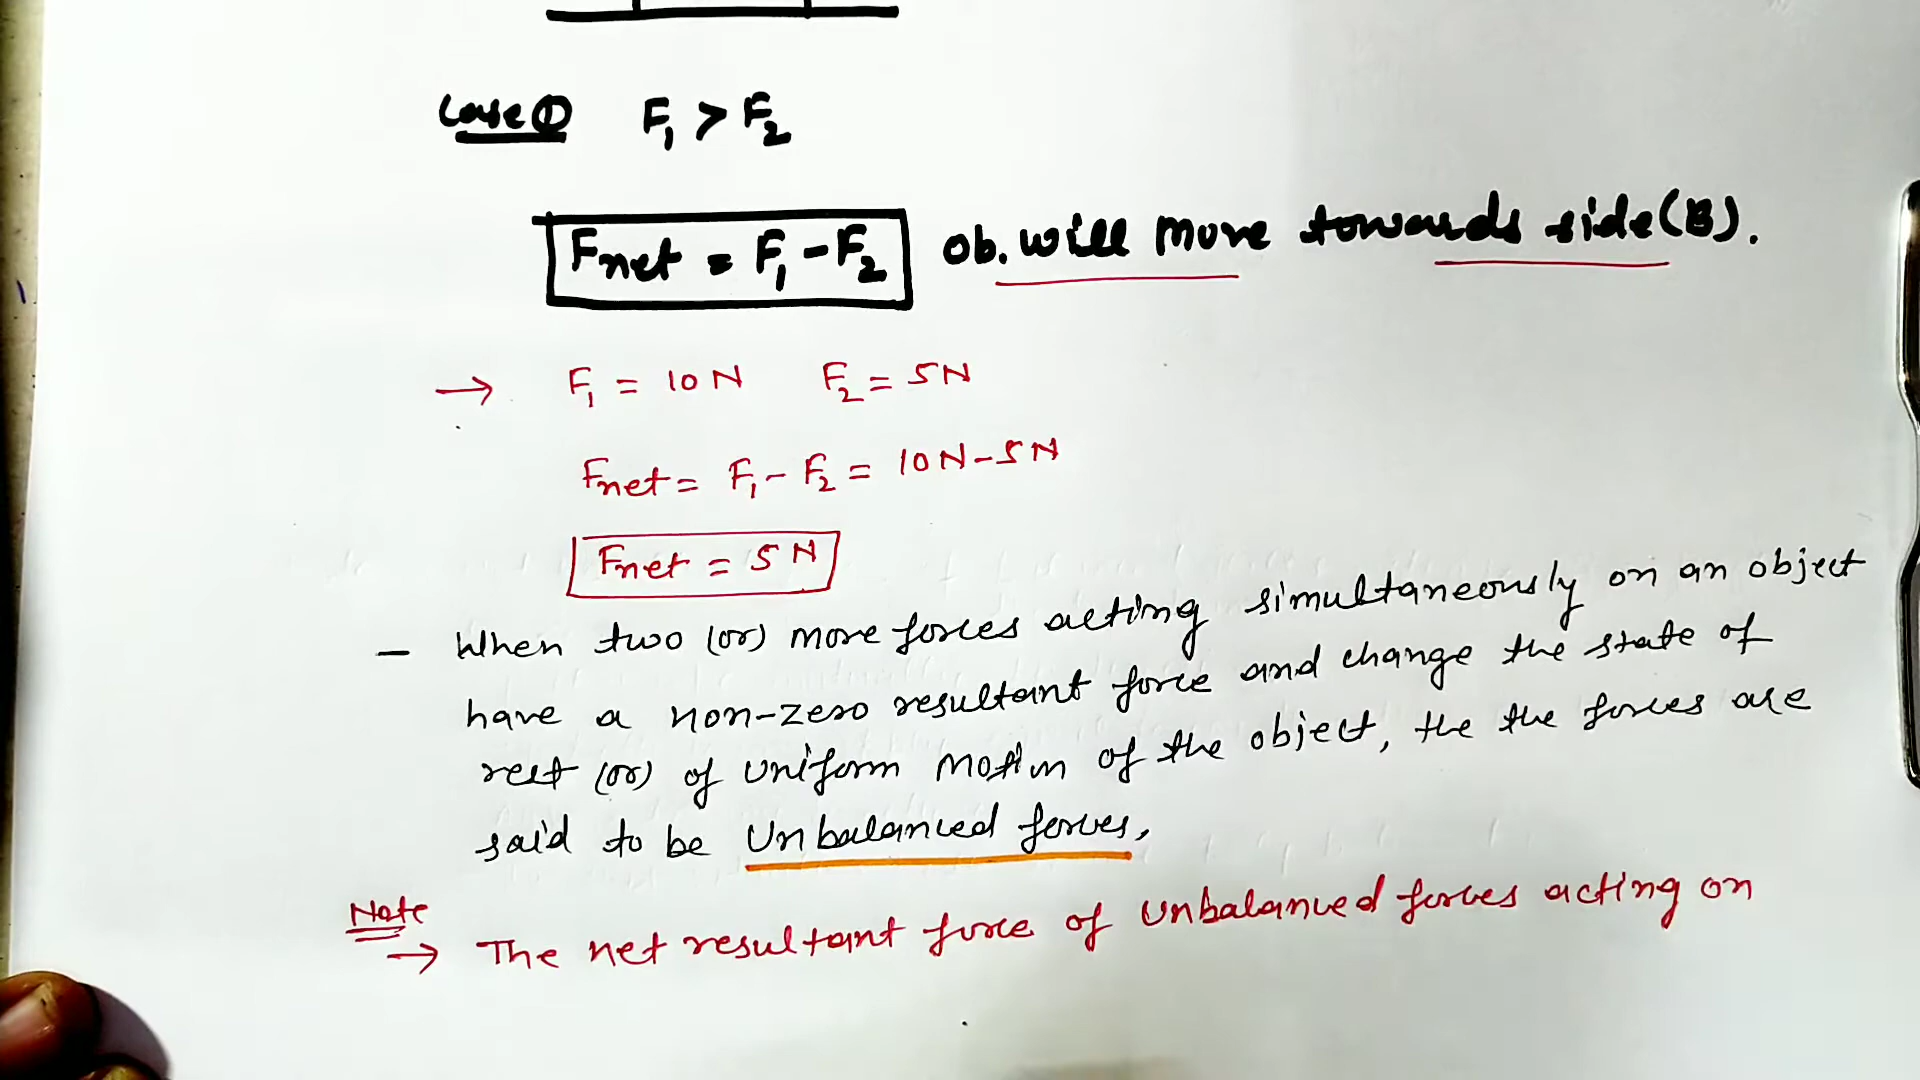 Case ① F₁ > F₂
Fnet = F₁ - F₂ ob. will move towards side (B).
→ F₁ = 10 N F₂ = 5N
Fnet = F₁ - F₂ = 10N - 5N
Fnet = 5 N
- When two (or) more forces acting simultaneously on an object
have a non-zero resultant force and change the state of
rest (or) of uniform motion of the object, the the forces are
said to be Unbalanced forces,
Note
→ The net resultant force of unbalanced forces acting on